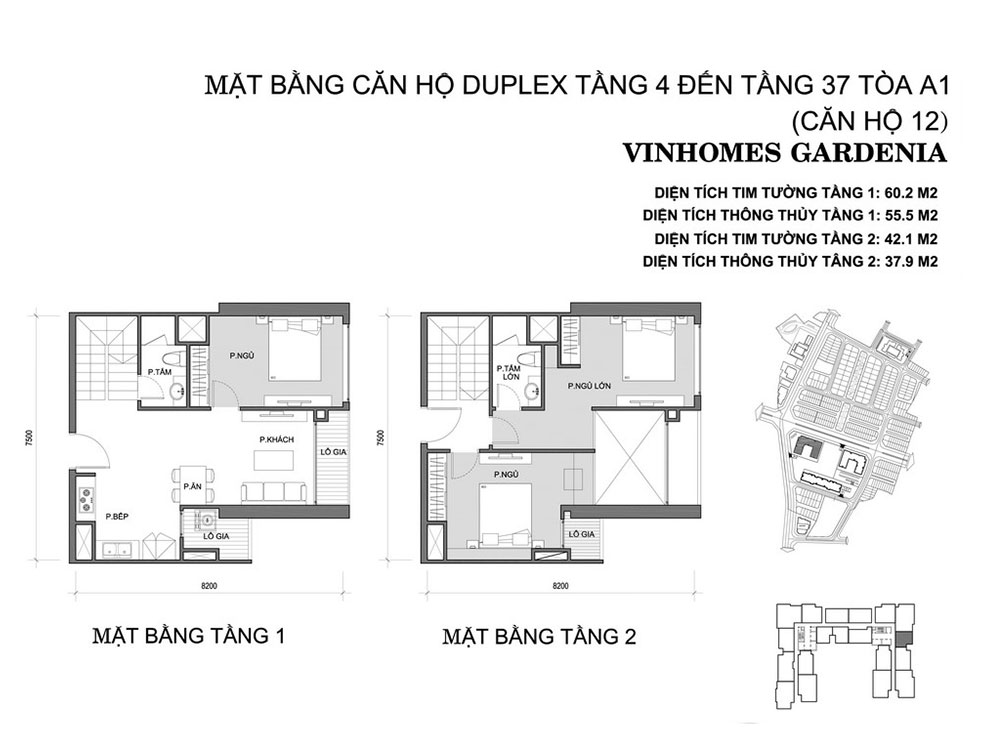 MẶT BẰNG CĂN HỘ DUPLEX TẦNG 4 ĐẾN TẦNG 37 TÒA A1
(CĂN HỘ 12)
VINHOMES GARDENIA
DIỆN TÍCH TIM TƯỜNG TẦNG 1: 60.2 M2
DIỆN TÍCH THÔNG THỦY TẦNG 1: 55.5 M2
DIỆN TÍCH TIM TƯỜNG TẦNG 2: 42.1 M2
DIỆN TÍCH THÔNG THỦY TÂNG 2: 37.9 M2
P.TẮM
P.NGỦ
P.KHÁCH
LÔ GIA
P.ĂN
P.BẾP
LÔ GIA
7500
8200
MẶT BẰNG TẦNG 1
P.TẮM
LỚN
P.NGỦ LỚN
P.NGỦ
LÔ GIA
7500
8200
MẶT BẰNG TẦNG 2